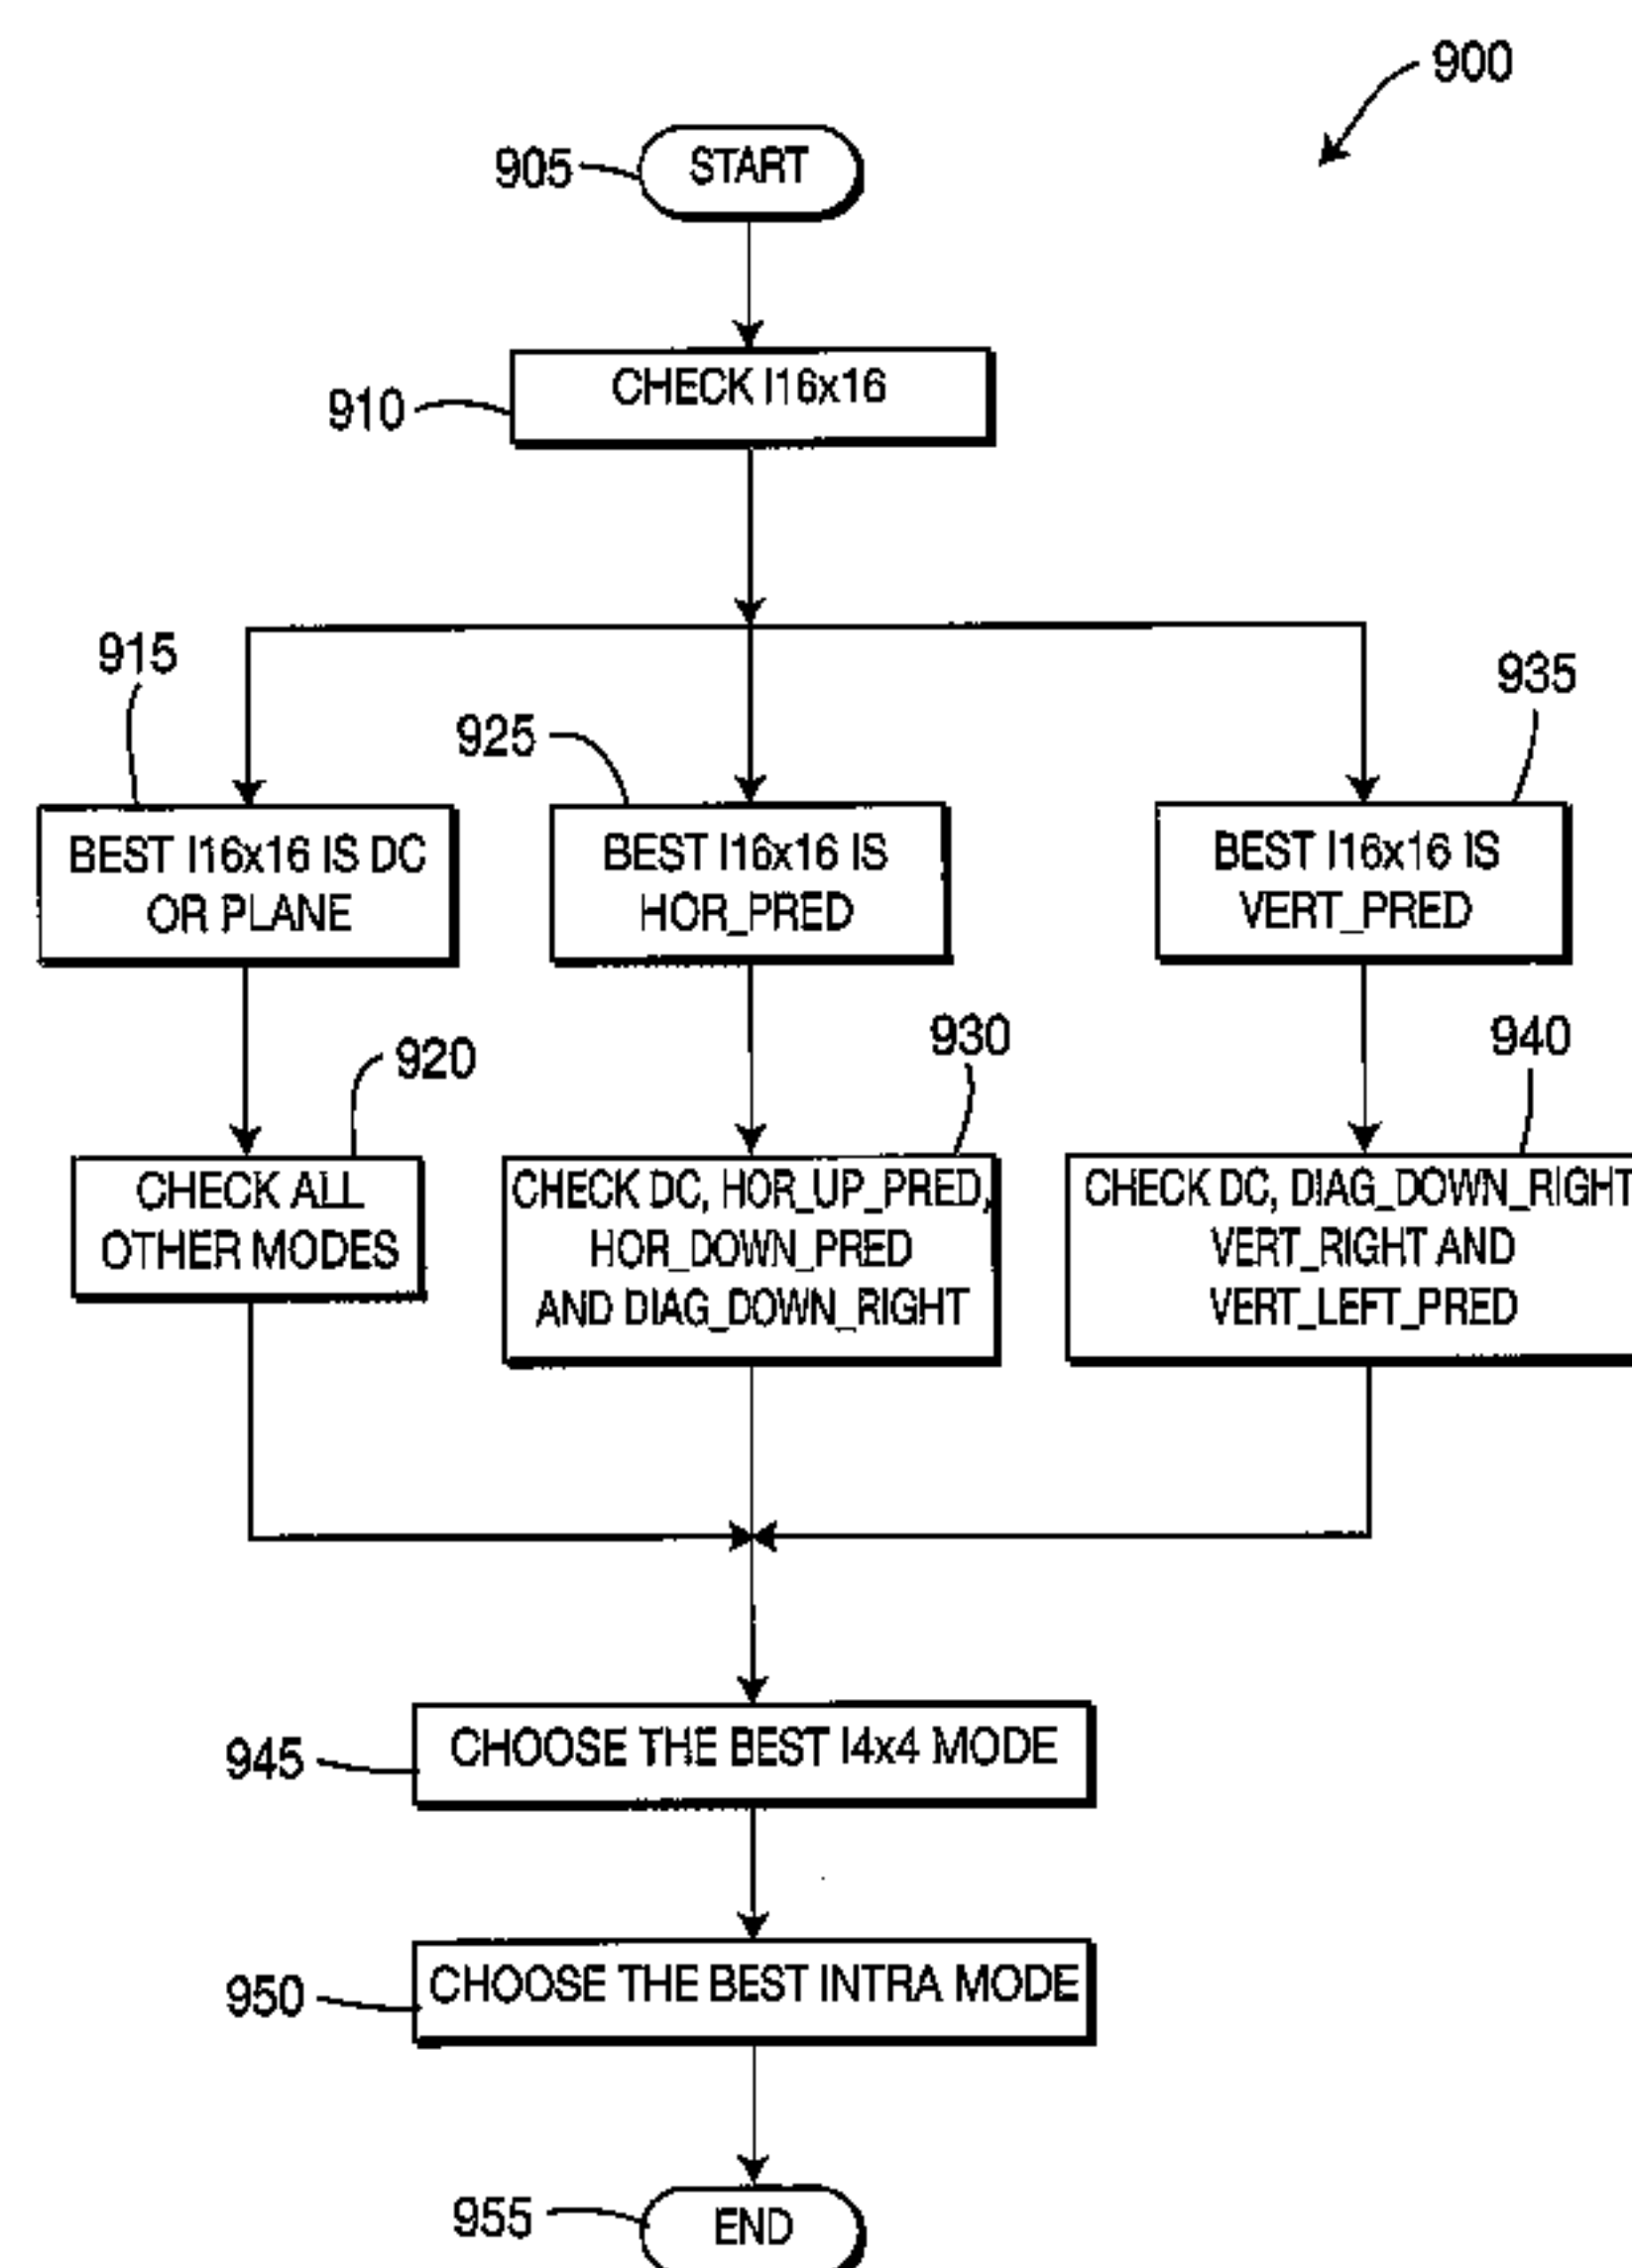 900
905
START
CHECK I16x16
910
915
935
925
BEST I16x16 IS DC
OR PLANE
BEST I16x16 IS
HOR_PRED
BEST I16x16 IS
VERT_PRED
920
930
940
CHECK ALL
OTHER MODES
CHECK DC, HOR_UP_PRED,
HOR_DOWN_PRED
AND DIAG_DOWN_RIGHT
CHECK DC, DIAG_DOWN_RIGHT
VERT_RIGHT AND
VERT_LEFT_PRED
945
CHOOSE THE BEST I4x4 MODE
950
CHOOSE THE BEST INTRA MODE
955
END